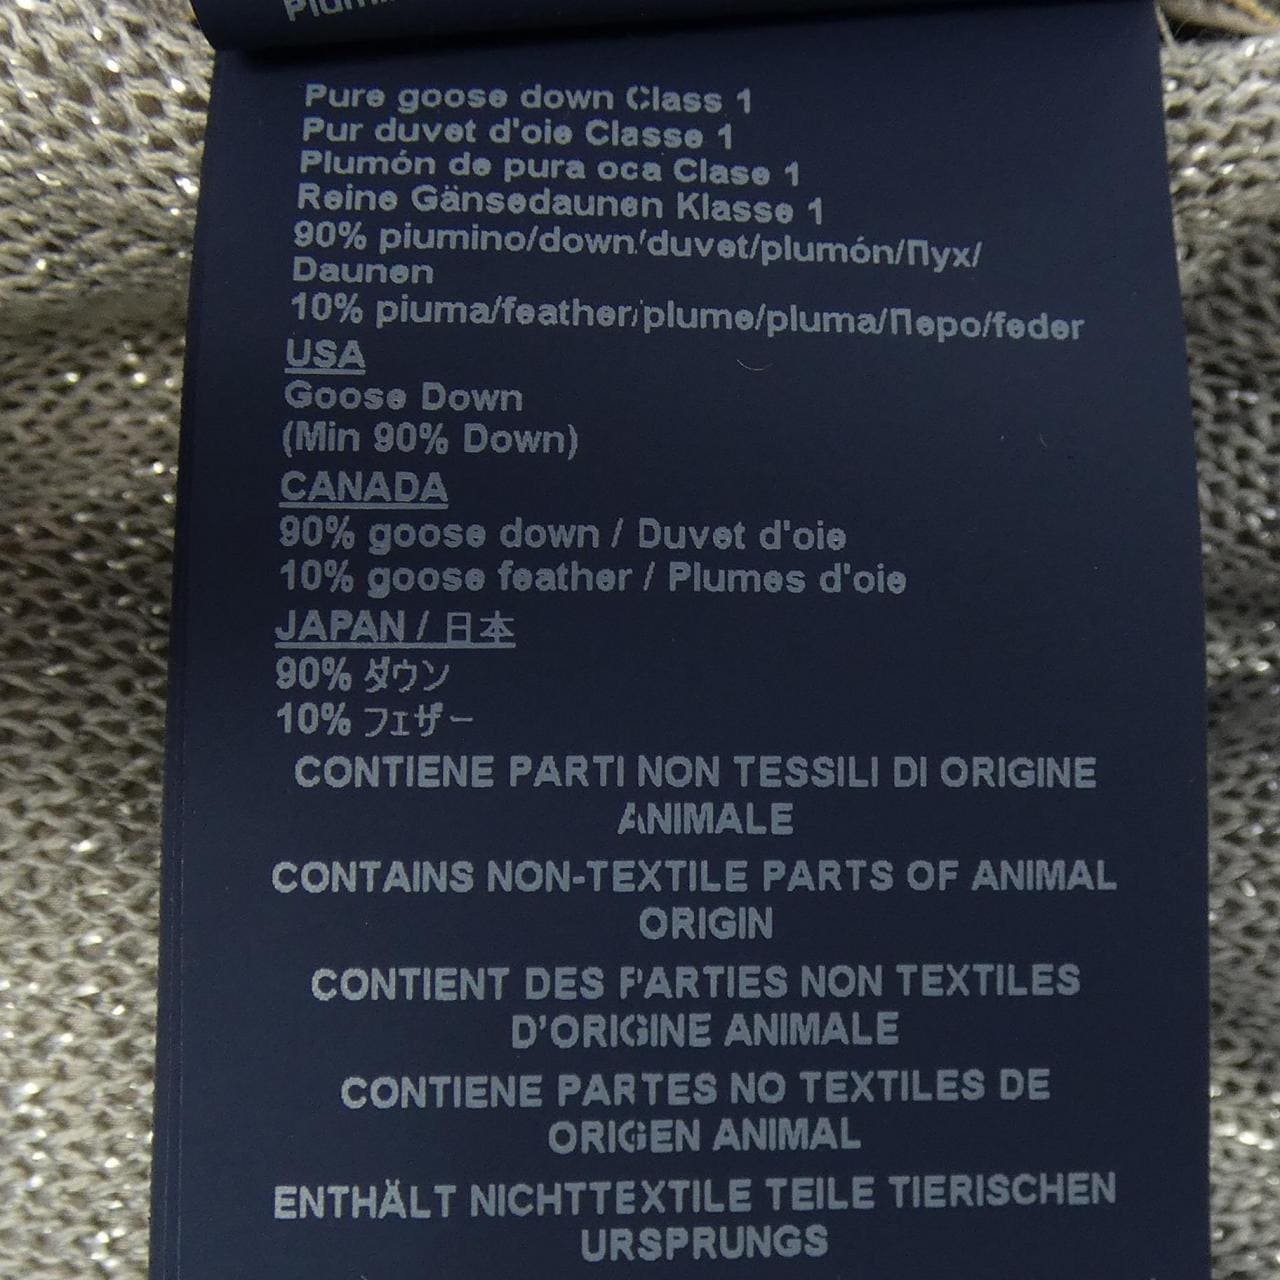 Pure goose down Class 1
Pur duvet d'oie Classe 1
Plumón de pura oca Clase 1
Reine Gänsedaunen Klasse 1
90% piumino/down/duvet/plumón/Пух/
Daunen
10% piuma/feather/plume/pluma/Перо/feder
USA
Goose Down
(Min 90% Down)
CANADA
90% goose down / Duvet d'oie
10% goose feather / Plumes d'oie
JAPAN / 日本
90% ダウン
10% フェザー
CONTIENE PARTI NON TESSILI DI ORIGINE
ANIMALE
CONTAINS NON-TEXTILE PARTS OF ANIMAL
ORIGIN
CONTIENT DES PARTIES NON TEXTILES
D'ORIGINE ANIMALE
CONTIENE PARTES NO TEXTILES DE
ORIGEN ANIMAL
ENTHÄLT NICHTTEXTILE TEILE TIERISCHEN
URSPRUNGS